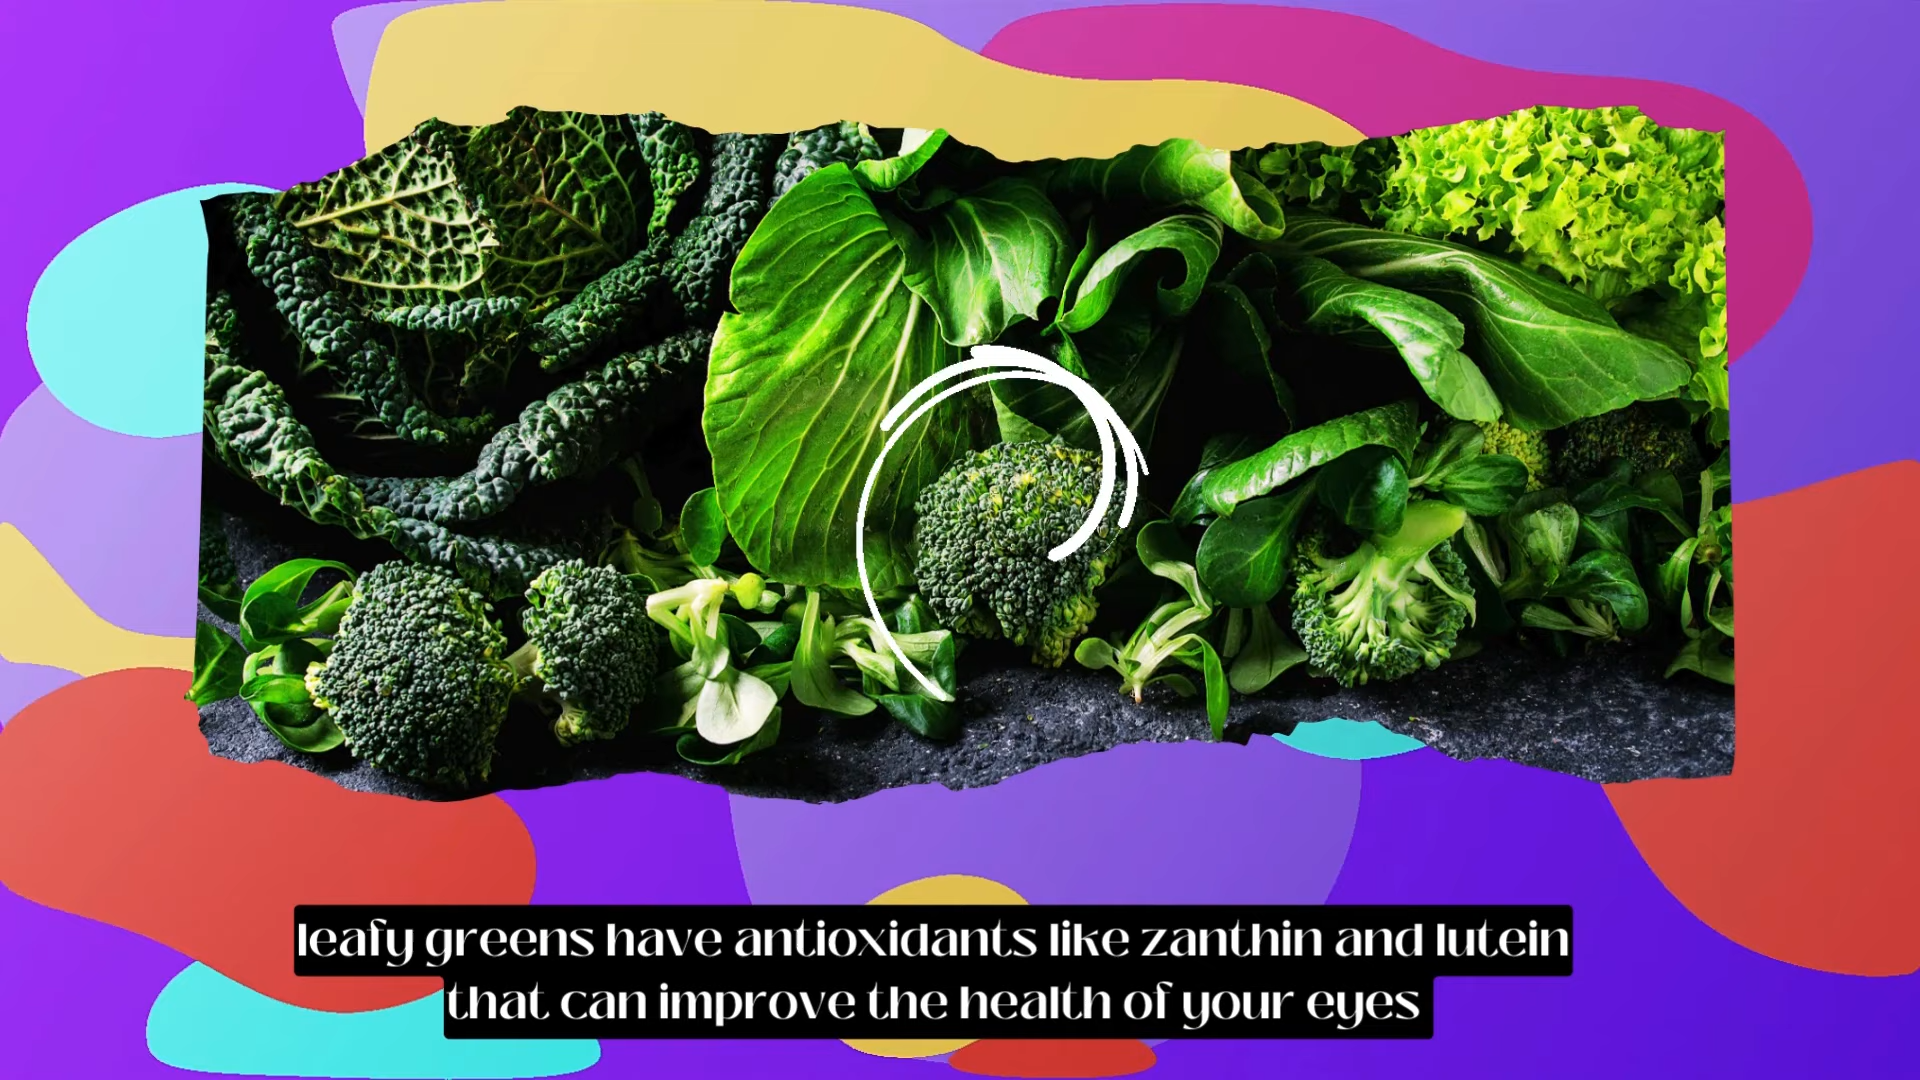 leafy greens have antioxidants like zanthin and lutein
that can improve the health of your eyes